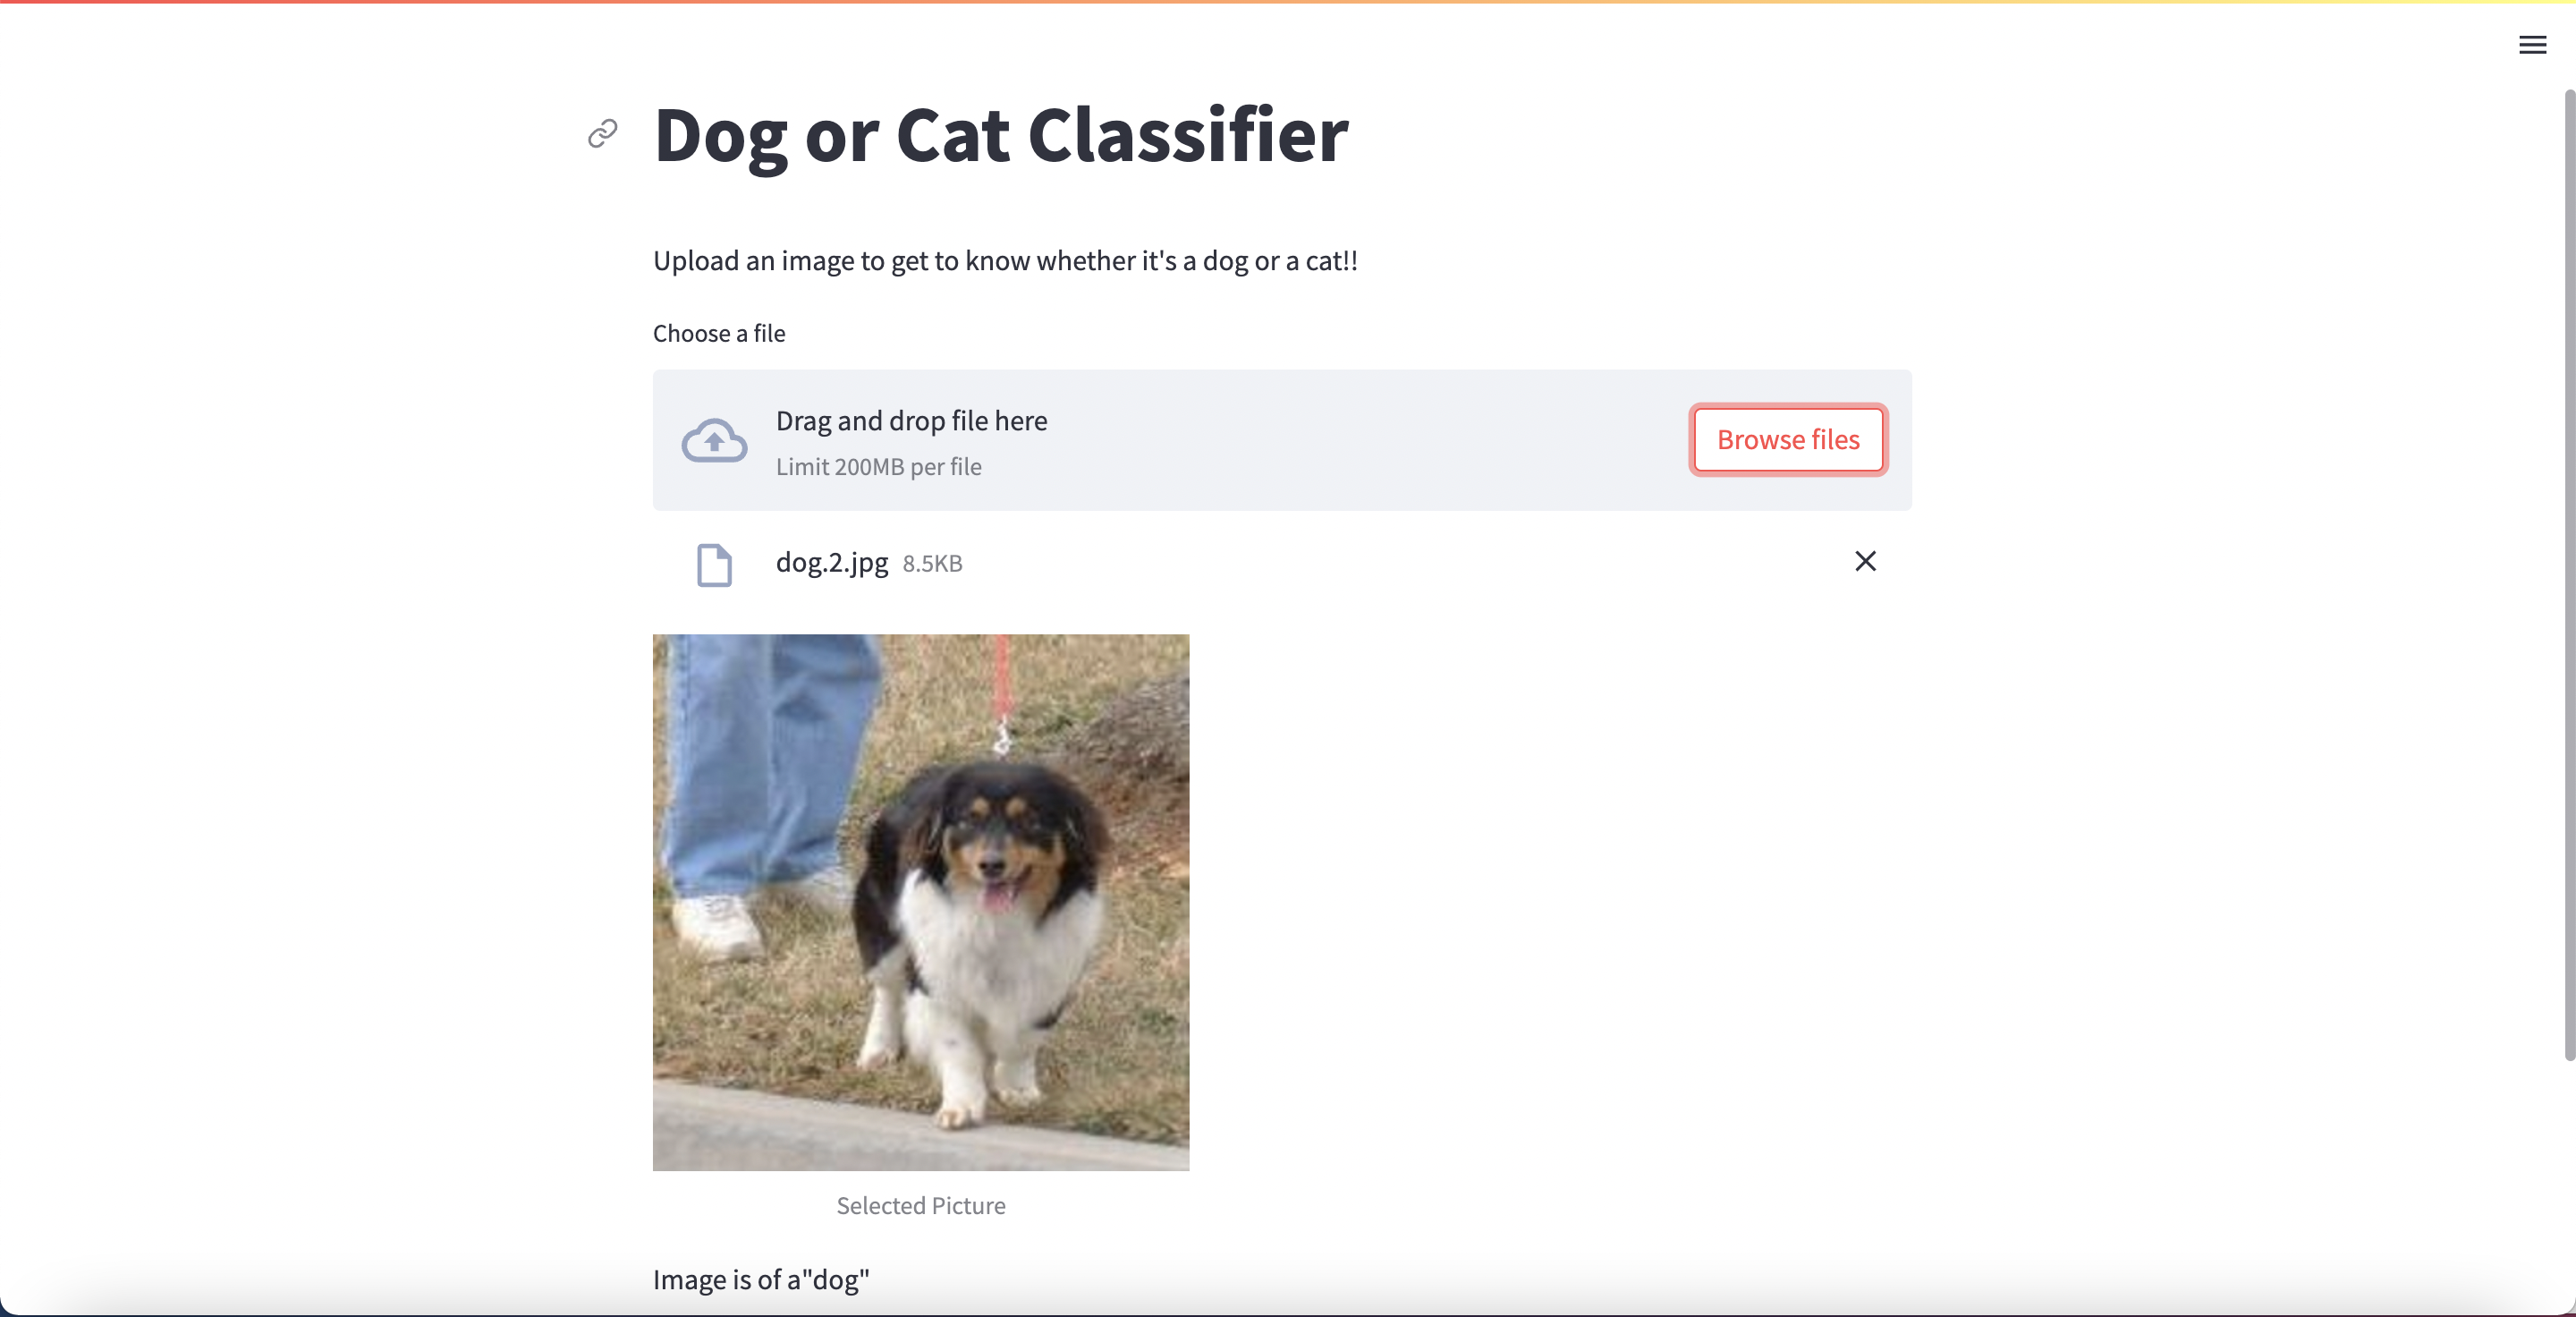 Dog or Cat Classifier
Upload an image to get to know whether it's a dog or a cat!!
Choose a file
Drag and drop file here
Limit 200MB per file
Browse files
dog.2.jpg 8.5KB
Selected Picture
Image is of a"dog"